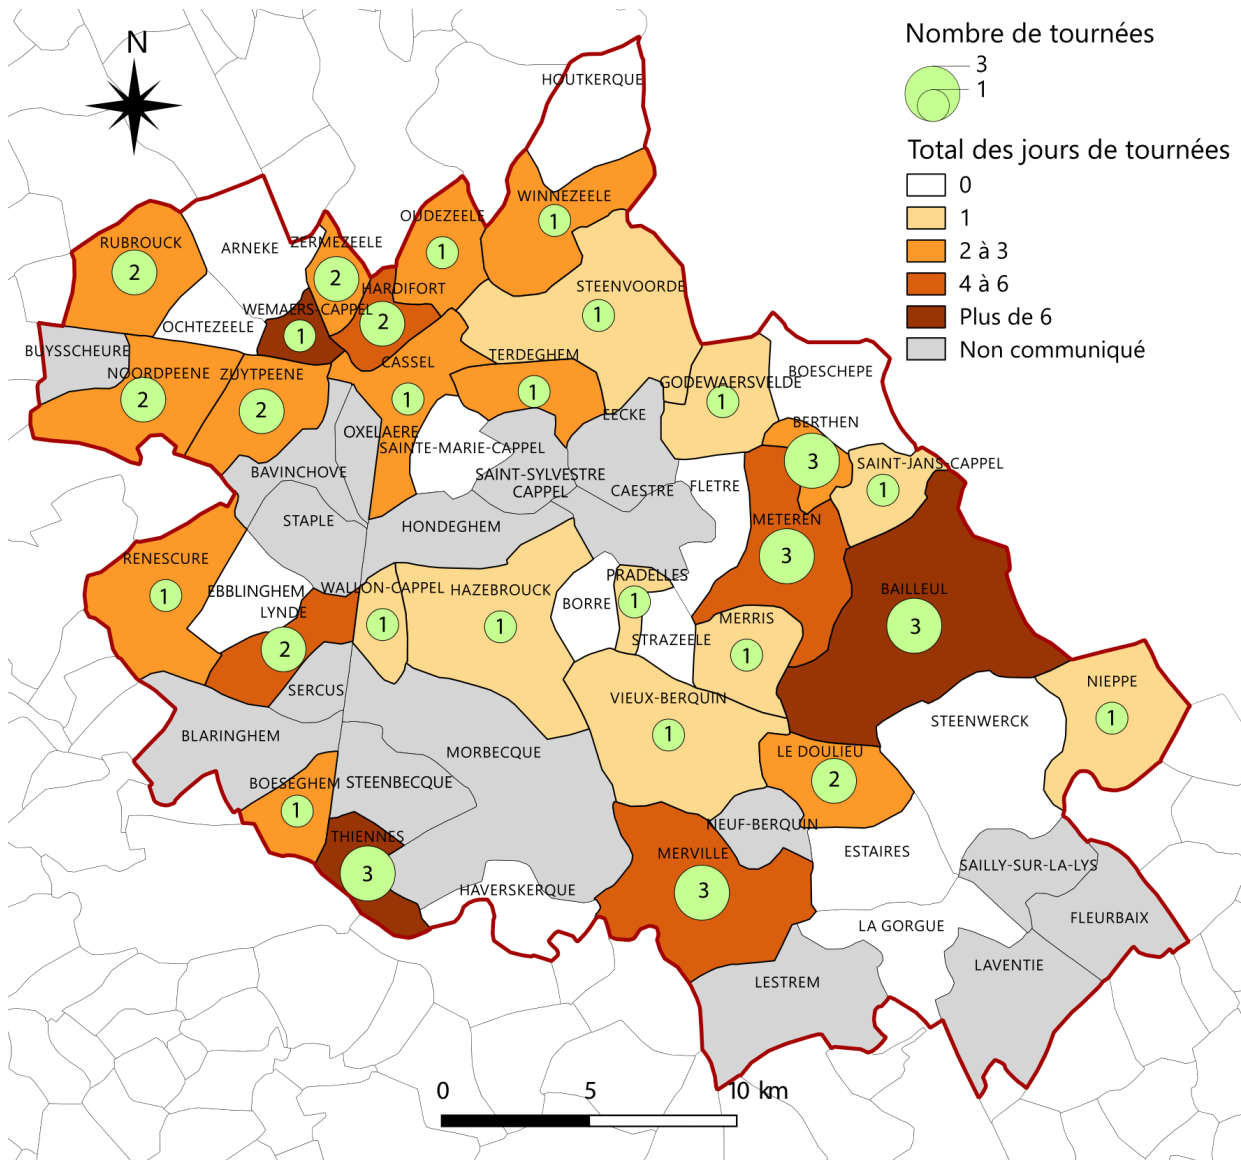 N
Nombre de tournées
3
1
Total des jours de tournées
0
1
2 à 3
4 à 6
Plus de 6
Non communiqué
HOUTKERQUE
WINNEZEELE
1
OUDEZEELE
1
RUBROUCK
2
ARNEKE
ZERMEZEELE
2
HARDIFORT
2
STEENVOORDE
1
WEMAERS-CAPPEL
1
OCHTEZEELE
BUYSSCHEURE
NOORDPEENE
2
ZUYTPEENE
2
CASSEL
1
TERDEGHEM
1
GODEWAERSVELDE
1
BOESCHEPE
EECKE
BERTHEN
3
OXELAERE
SAINTE-MARIE-CAPPEL
BAVINCHOVE
SAINT-SYLVESTRE
CAPPEL
CAESTRE
FLETRE
SAINT-JANS-CAPPEL
1
STAPLE
HONDEGHEM
METEREN
3
RENESCURE
1
EBBLINGHEM
LYNDE
2
WALLON-CAPPEL
1
HAZEBROUCK
1
BORRE
PRADELLES
1
STRAZEELE
MERRIS
1
BAILLEUL
3
SERCUS
VIEUX-BERQUIN
1
NIEPPE
1
STEENWERCK
BLARINGHEM
MORBECQUE
LE DOULIEU
2
BOESEGHEM
1
STEENBECQUE
THIENNES
3
NEUF-BERQUIN
MERVILLE
3
ESTAIRES
SAILLY-SUR-LA-LYS
HAVERSKERQUE
LA GORGUE
FLEURBAIX
LESTREM
LAVENTIE
0
5
10 km